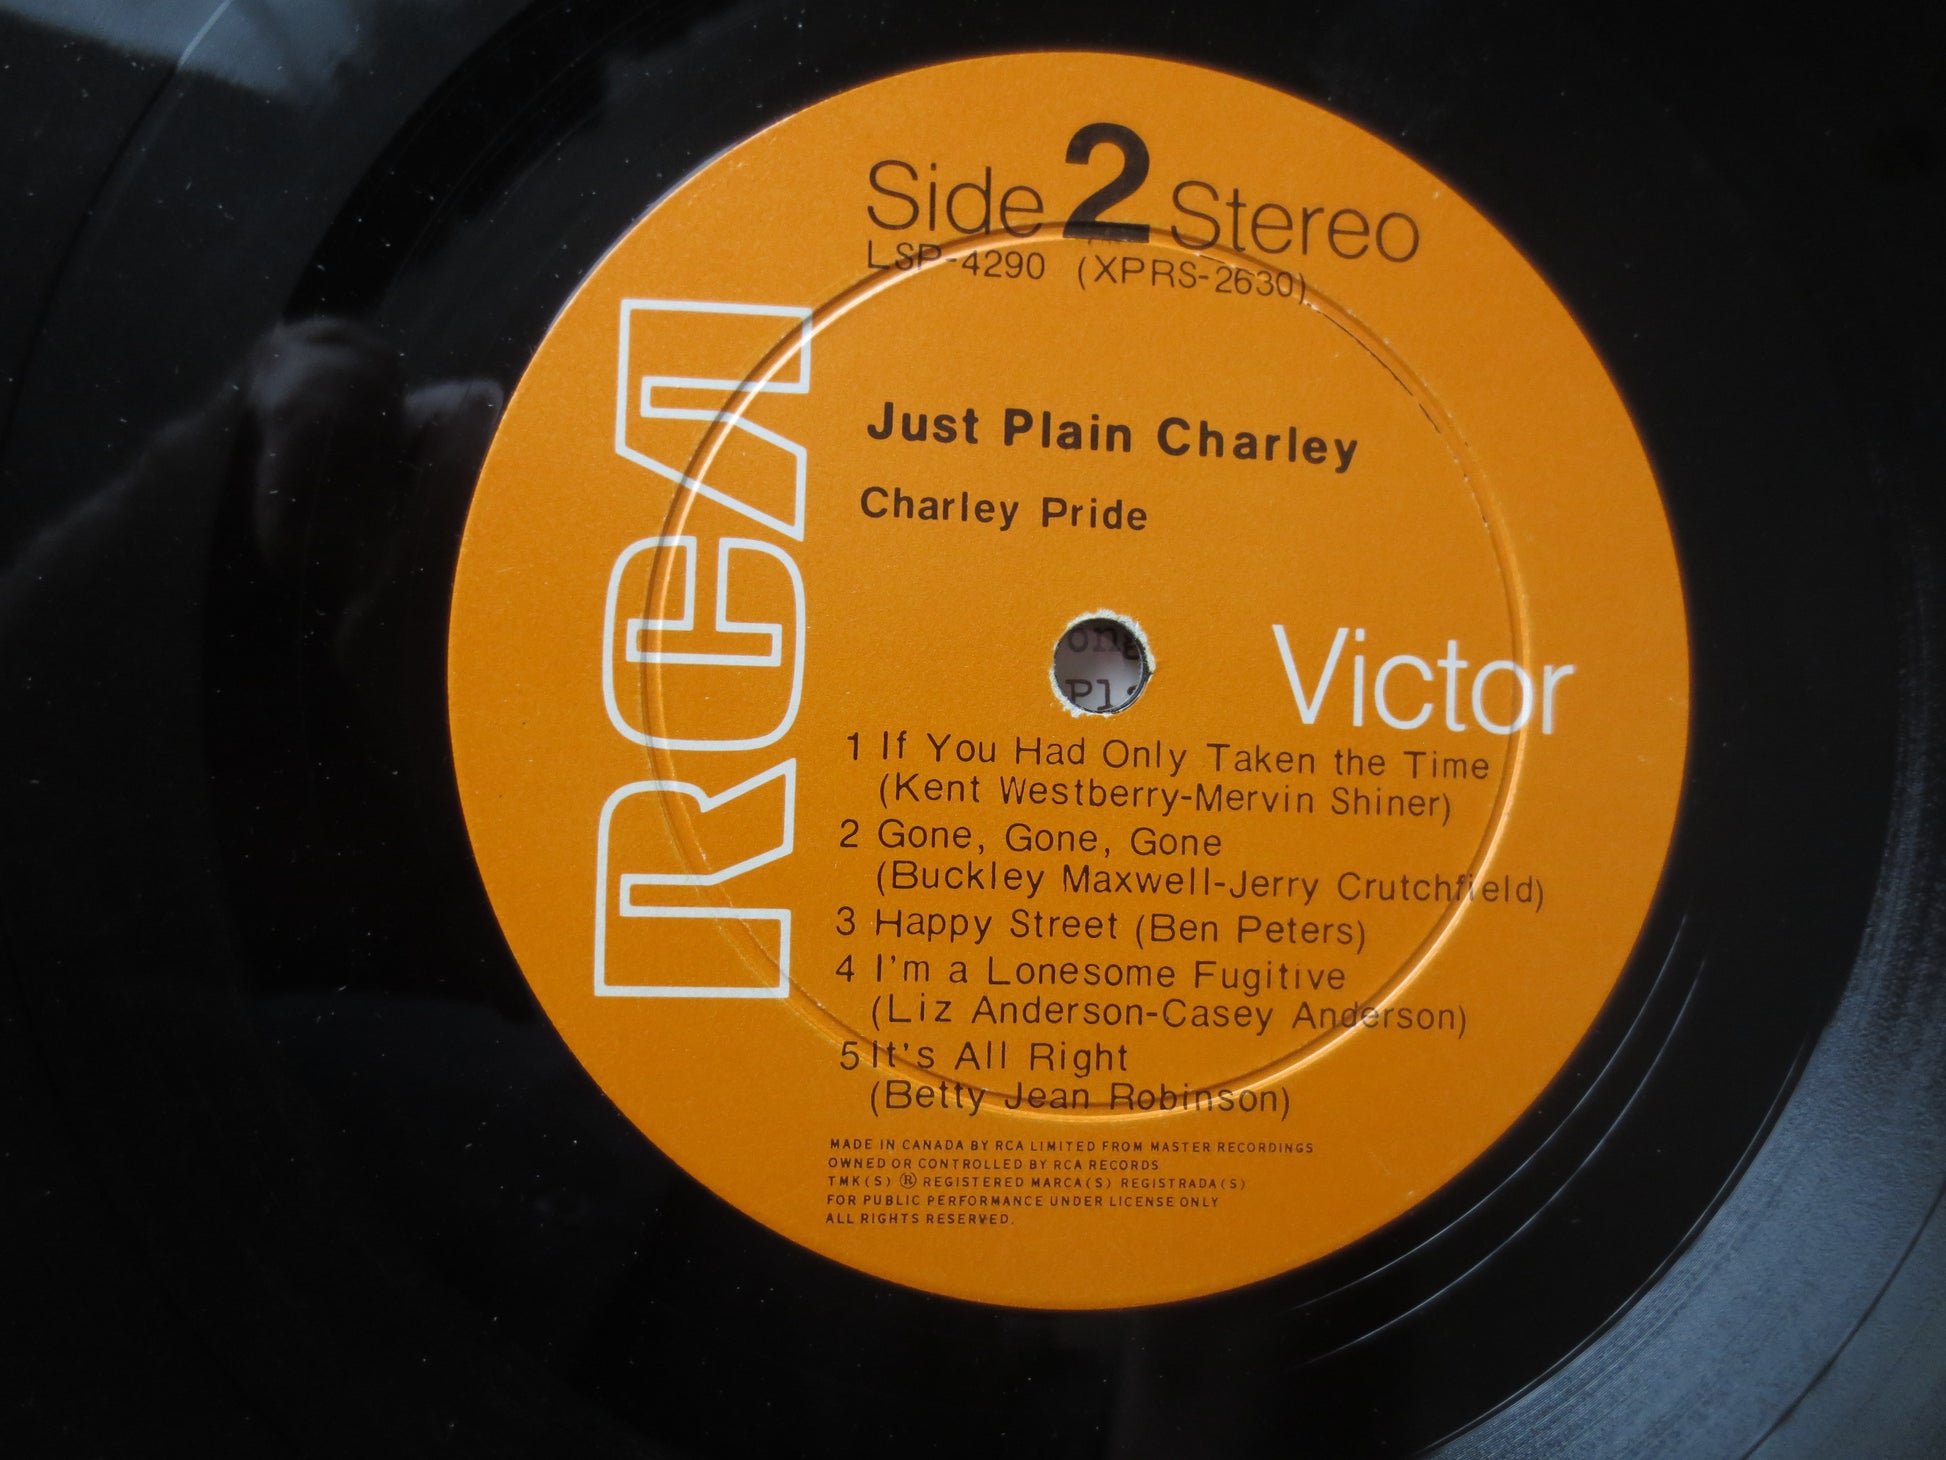 Side 2 Stereo
LSP-4290 (XPRS-2630)
RCA
Just Plain Charley
Charley Pride
Victor
1 If You Had Only Taken the Time
(Kent Westberry-Mervin Shiner)
2 Gone, Gone, Gone
(Buckley Maxwell-Jerry Crutchfield)
3 Happy Street (Ben Peters)
4 I'm a Lonesome Fugitive
(Liz Anderson-Casey Anderson)
5 It's All Right
(Betty Jean Robinson)
MADE IN CANADA BY RCA LIMITED FROM MASTER RECORDINGS
OWNED OR CONTROLLED BY RCA RECORDS
TMK(S) ® REGISTERED MARCA(S) REGISTRADA(S)
FOR PUBLIC PERFORMANCE UNDER LICENSE ONLY
ALL RIGHTS RESERVED.